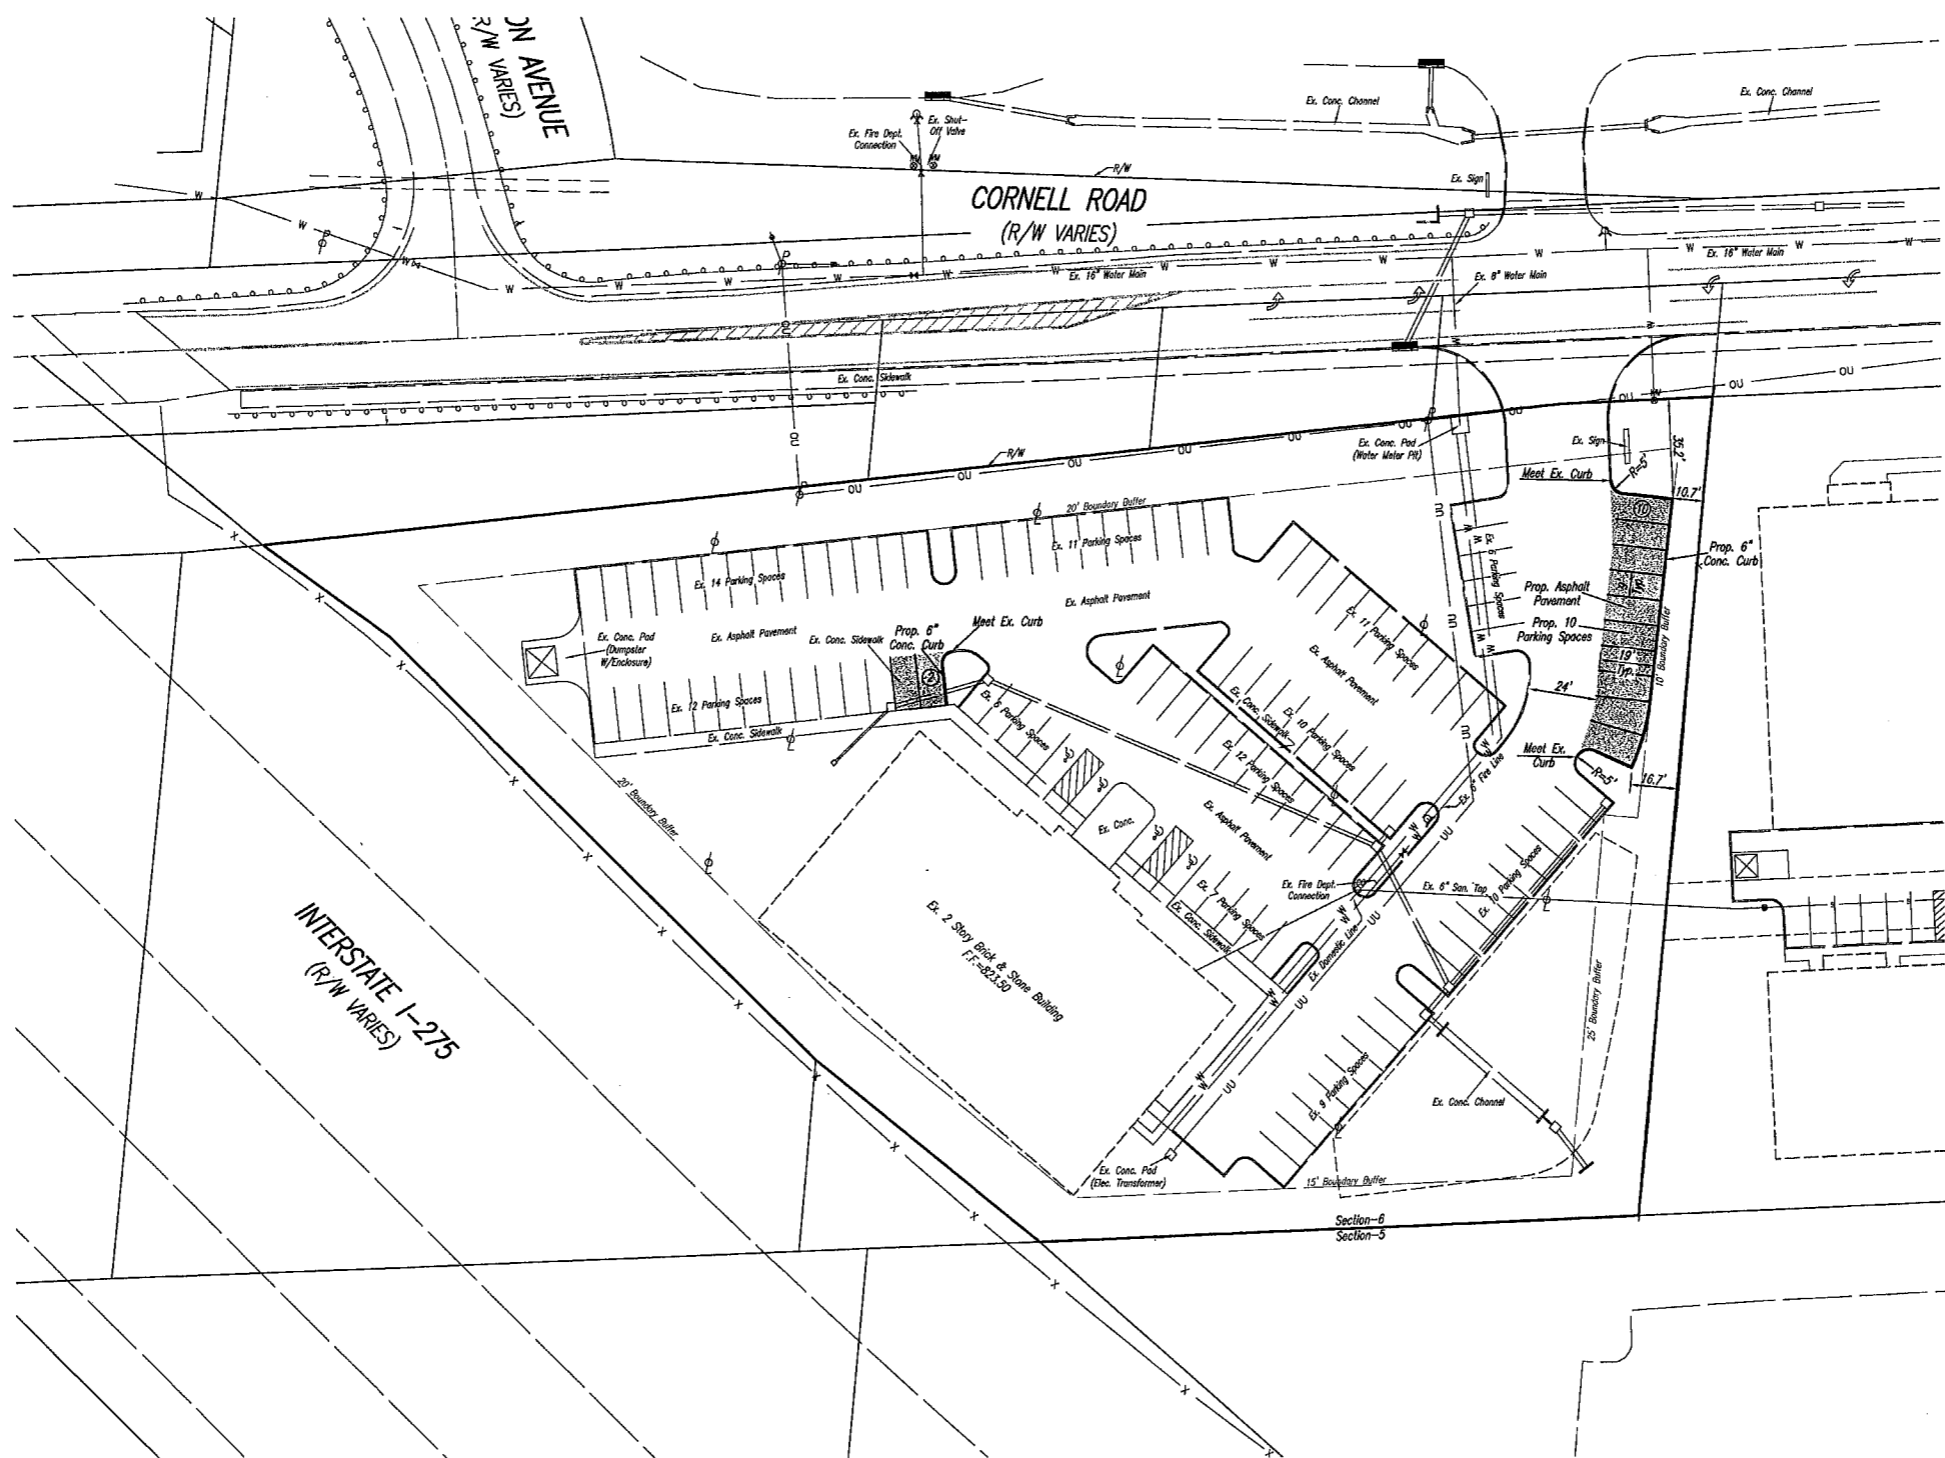 ON AVENUE
R/W VARIES)
Ex. Conc. Channel
Ex. Conc. Channel
Ex. Fire Dept.
Connection
Ex. Shut-
Off Valve
R/W
CORNELL ROAD
(R/W VARIES)
Ex. Sign
Ex. 16" Water Main
Ex. 8" Water Main
Ex. 16" Water Main
Ex. Conc. Sidewalk
R/W
Ex. Conc. Pad
(Water Meter Pit)
Ex. Sign
35.2'
R=5'
Meet Ex. Curb
10.7'
20' Boundary Buffer
Ex. 11 Parking Spaces
Ex. 14 Parking Spaces
Ex. 6 Parking Spaces
10
Prop. 6"
Conc. Curb
Prop. Asphalt
Pavement
9'
Typ.
Prop. 10
Parking Spaces
10' Boundary Buffer
19'
Typ.
24'
Ex. Asphalt Pavement
Ex. 11 Parking Spaces
Ex. Conc. Pad
(Dumpster
W/Enclosure)
Ex. Asphalt Pavement
Ex. Conc. Sidewalk
Prop. 6"
Conc. Curb
Meet Ex. Curb
2
Ex. Asphalt Pavement
Ex. 12 Parking Spaces
Ex. Conc. Sidewalk
Ex. 6 Parking Spaces
Ex. Conc. Sidewalk
Ex. 10 Parking Spaces
Ex. 12 Parking Spaces
Meet Ex.
Curb
R=5'
16.7'
Ex. 6" Fire Line
20' Boundary Buffer
Ex. Conc.
Ex. Asphalt Pavement
Ex. 7 Parking Spaces
Ex. Conc. Sidewalk
Ex. Fire Dept.
Connection
Ex. 6" San. Tap
Ex. 10 Parking Spaces
Ex. Domestic Line
Ex. 2 Story Brick & Stone Building
F.F.=823.50
INTERSTATE I-275
(R/W VARIES)
25' Boundary Buffer
Ex. 9 Parking Spaces
Ex. Conc. Channel
Ex. Conc. Pad
(Elec. Transformer)
15' Boundary Buffer
Section-6
Section-5